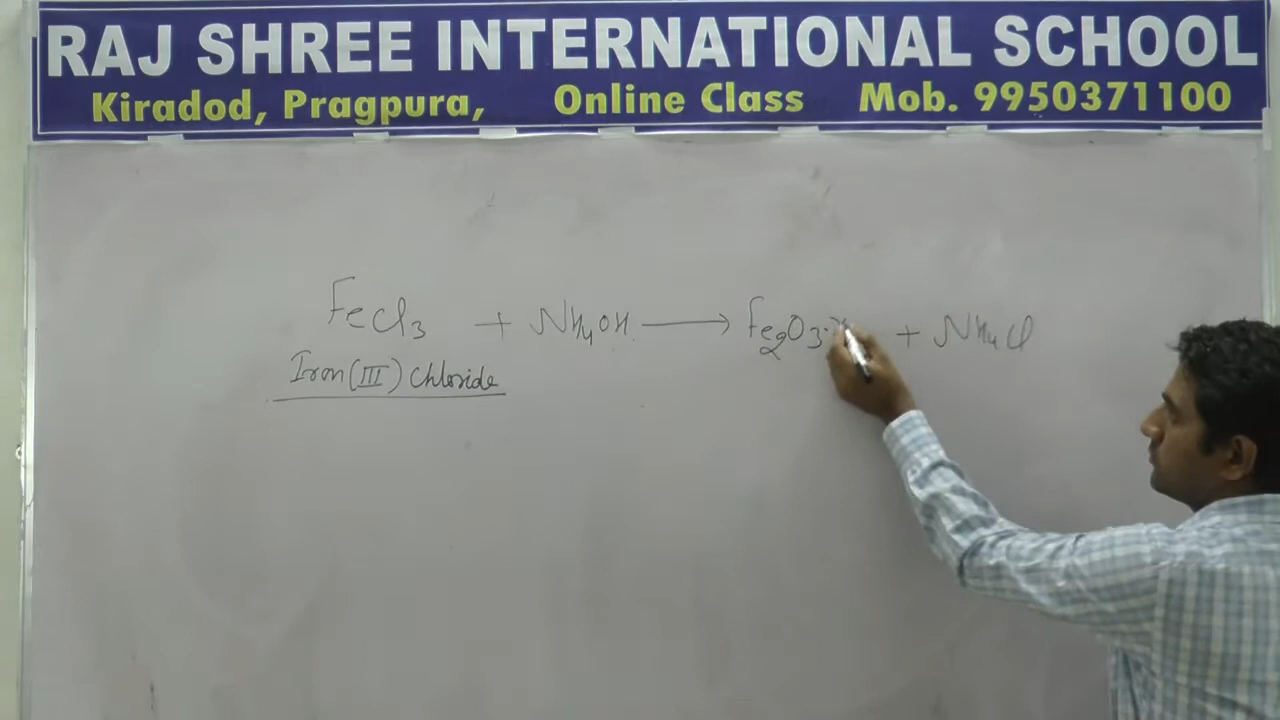 RAJ SHREE INTERNATIONAL SCHOOL
Kiradod, Pragpura, Online Class Mob. 9950371100
FeCl3 + NH4OH ⟶ Fe2O3.x + NH4Cl
Iron(III) Chloride